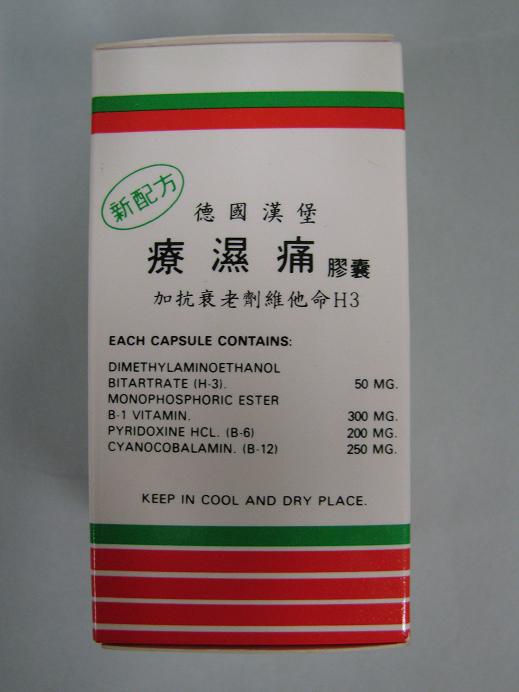 新配方
德國漢堡
療濕痛膠囊
加抗衰老劑維他命H3
EACH CAPSULE CONTAINS:
DIMETHYLAMINOETHANOL
BITARTRATE (H-3). 50 MG.
MONOPHOSPHORIC ESTER
B-1 VITAMIN. 300 MG.
PYRIDOXINE HCL. (B-6) 200 MG.
CYANOCOBALAMIN. (B-12) 250 MG.
KEEP IN COOL AND DRY PLACE.